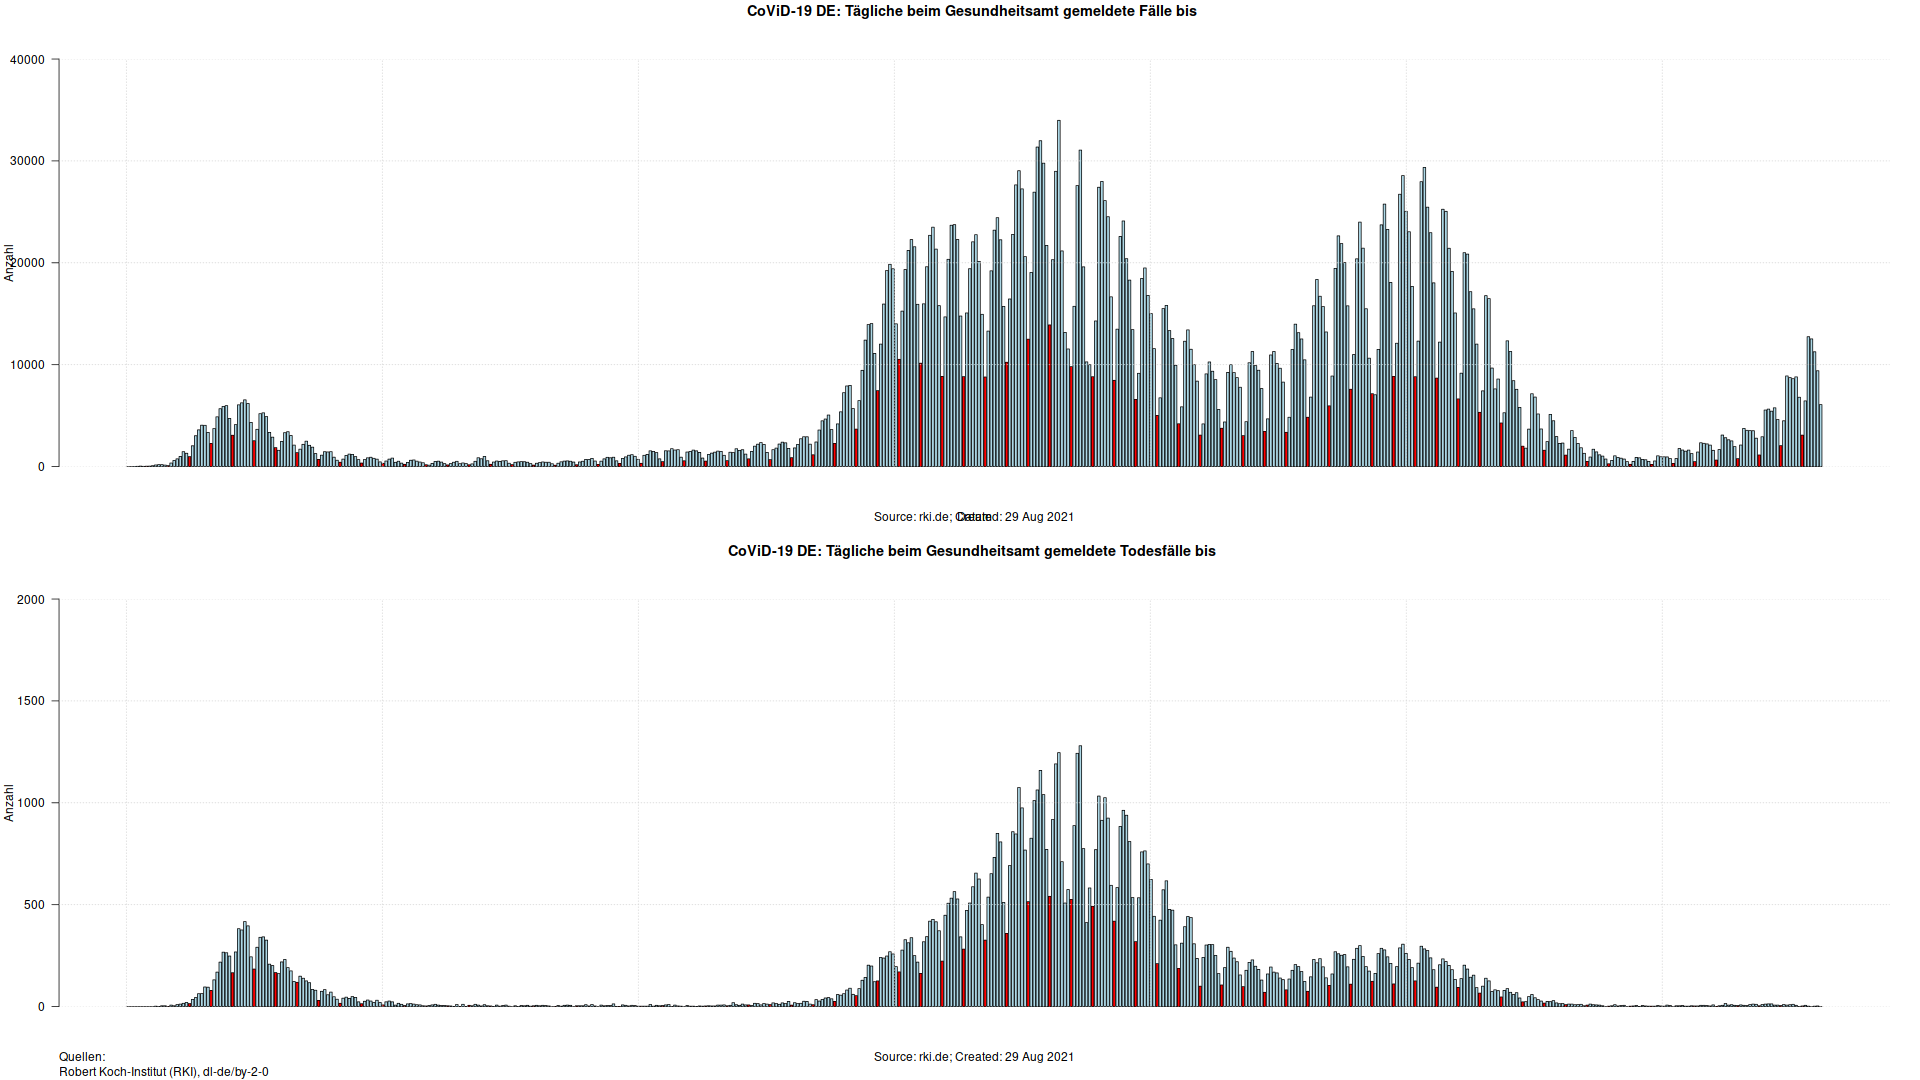 CoViD-19 DE: Tägliche beim Gesundheitsamt gemeldete Fälle bis
40000
30000
20000
10000
0
Anzahl
Datum
Source: rki.de; Created: 29 Aug 2021
CoViD-19 DE: Tägliche beim Gesundheitsamt gemeldete Todesfälle bis
2000
1500
1000
500
0
Anzahl
Source: rki.de; Created: 29 Aug 2021
Quellen:
Robert Koch-Institut (RKI), dl-de/by-2-0